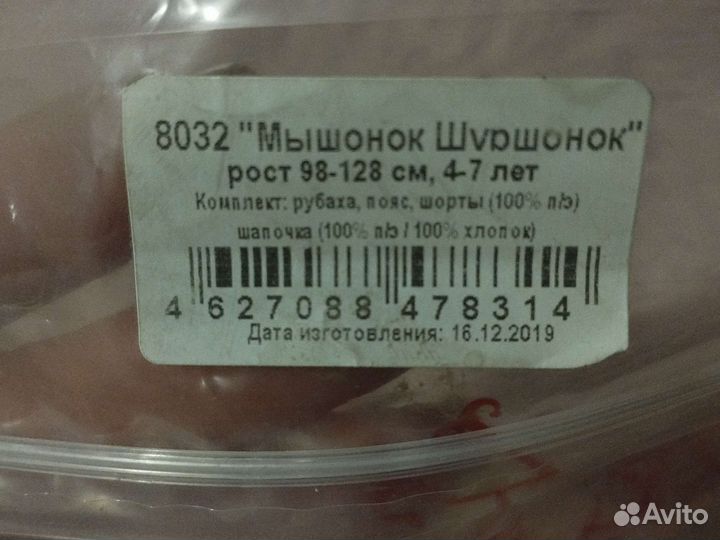 8032 "Мышонок Шуршонок"
рост 98-128 см, 4-7 лет
Комплект: рубаха, пояс, шорты (100% п/э)
шапочка (100% п/э / 100% хлопок)
4 627088 478314
Дата изготовления: 16.12.2019
Avito